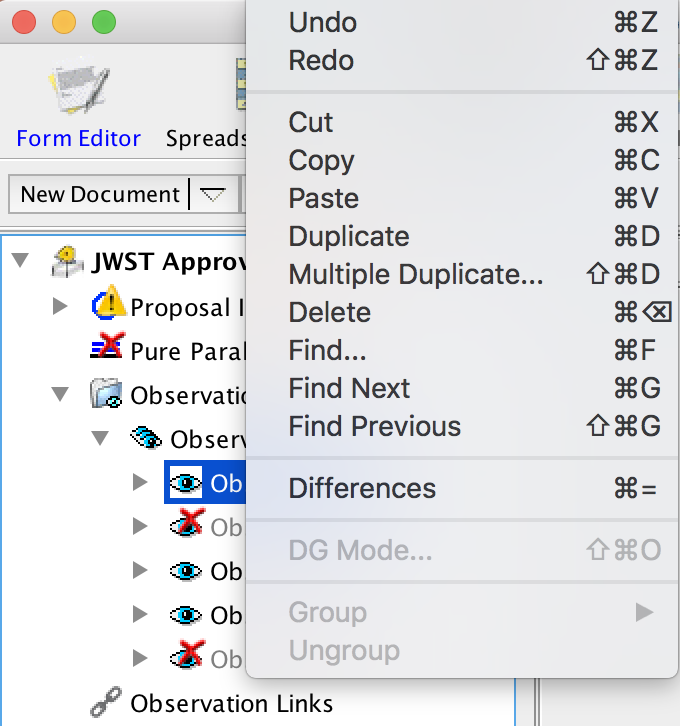 Undo ⌘Z
Redo ⇧⌘Z
Cut ⌘X
Copy ⌘C
Paste ⌘V
Duplicate ⌘D
Multiple Duplicate... ⇧⌘D
Delete ⌘⌫
Find... ⌘F
Find Next ⌘G
Find Previous ⇧⌘G
Differences ⌘=
DG Mode... ⇧⌘O
Group
Ungroup
Form Editor
Spreads
New Document
JWST Approv
Proposal I
Pure Paral
Observatio
Observ
Ob
Ob
Ob
Ob
Ob
Observation Links